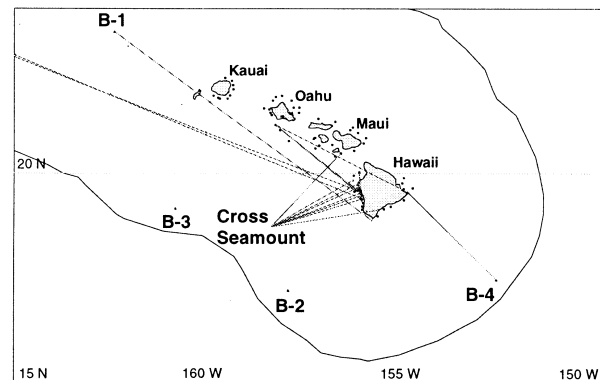 B-1
Kauai
Oahu
Maui
20 N
Hawaii
Cross
Seamount
B-3
B-2
B-4
15 N
160 W
155 W
150 W